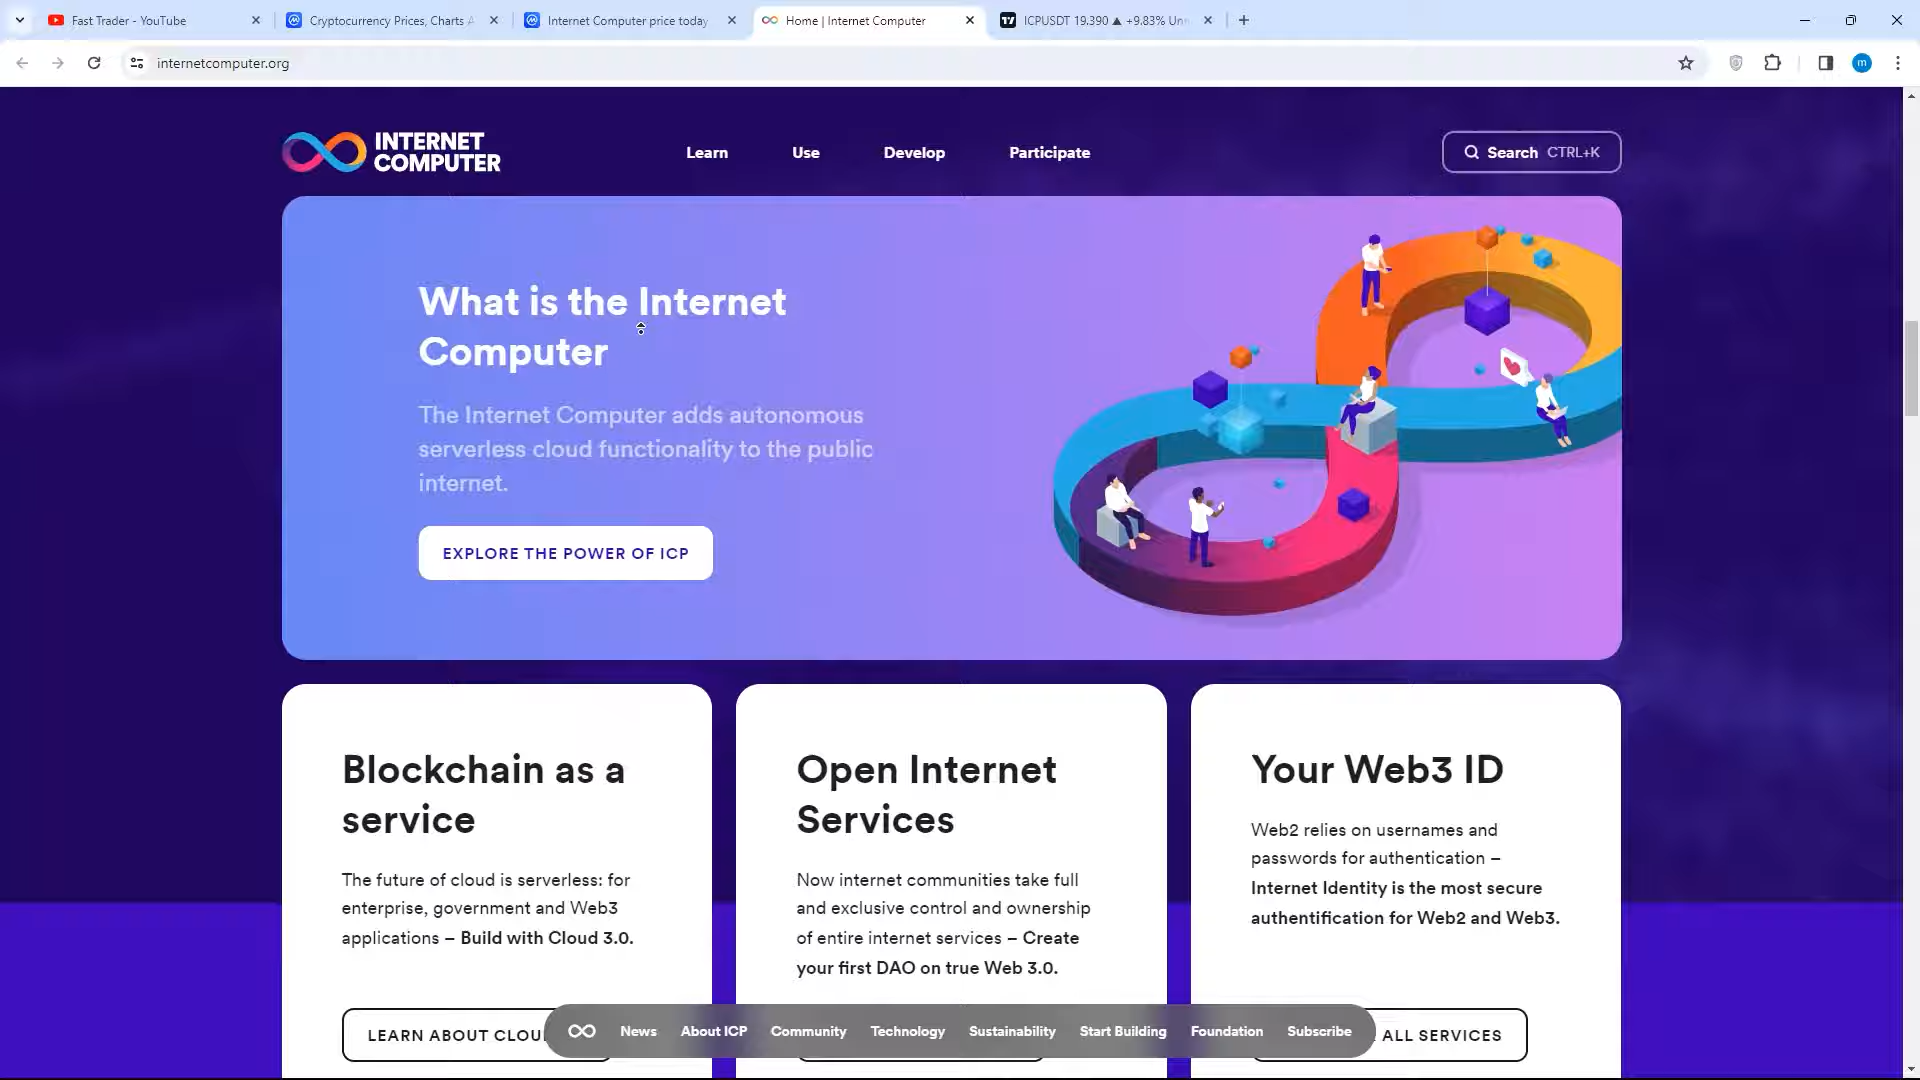 Fast Trader - YouTube
Cryptocurrency Prices, Charts
Internet Computer price today
Home | Internet Computer
ICPUSDT 19.390 ▲ +9.83%
internetcomputer.org
m
INTERNET
COMPUTER
Learn
Use
Develop
Participate
Search CTRL+K
What is the Internet
Computer
The Internet Computer adds autonomous
serverless cloud functionality to the public
internet.
EXPLORE THE POWER OF ICP
Blockchain as a
service
The future of cloud is serverless: for
enterprise, government and Web3
applications – Build with Cloud 3.0.
LEARN ABOUT
Open Internet
Services
Now internet communities take full
and exclusive control and ownership
of entire internet services – Create
your first DAO on true Web 3.0.
Your Web3 ID
Web2 relies on usernames and
passwords for authentication –
Internet Identity is the most secure
authentification for Web2 and Web3.
ALL SERVICES
News
About ICP
Community
Technology
Sustainability
Start Building
Foundation
Subscribe